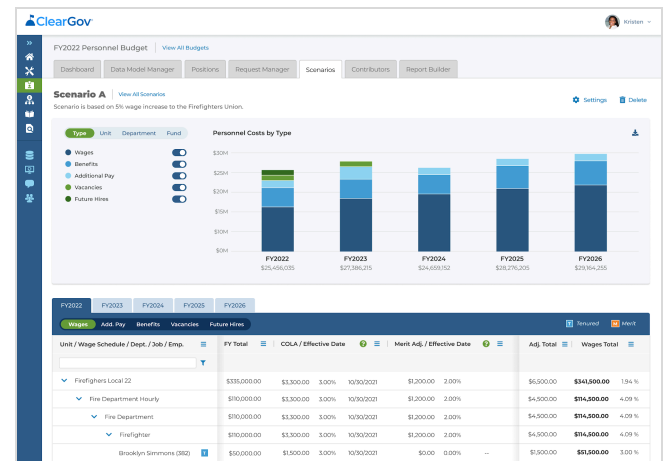 ClearGov
Kristen
FY2022 Personnel Budget View All Budgets
Dashboard Data Model Manager Positions Request Manager Scenarios Contributors Report Builder
Scenario A View All Scenarios
Scenario is based on 5% wage increase to the Firefighters Union.
Settings Delete
Type Unit Department Fund
Personnel Costs by Type
Wages
Benefits
Additional Pay
Vacancies
Future Hires
$30M
$25M
$20M
$15M
$10M
$0M
FY2022 FY2023 FY2024 FY2025 FY2026
$25,456,035 $27,386,215 $24,659,152 $28,276,205 $29,164,255
FY2022 FY2023 FY2024 FY2025 FY2026
Wages Add. Pay Benefits Vacancies Future Hires T Tenured M Merit
Unit / Wage Schedule / Dept. / Job / Emp. FY Total COLA / Effective Date ? Merit Adj. / Effective Date ? Adj. Total Wages Total
Firefighers Local 22 $335,000.00 $3,300.00 3.00% 10/30/2021 $1,200.00 2.00% $6,500.00 $341,500.00 1.94 %
Fire Department Hourly $110,000.00 $3,300.00 3.00% 10/30/2021 $1,200.00 2.00% $4,500.00 $114,500.00 4.09 %
Fire Department $110,000.00 $3,300.00 3.00% 10/30/2021 $1,200.00 2.00% $4,500.00 $114,500.00 4.09 %
Firefighter $110,000.00 $3,300.00 3.00% 10/30/2021 $1,200.00 2.00% $4,500.00 $114,500.00 4.09 %
Brooklyn Simmons (382) T $50,000.00 $1,500.00 3.00% 10/30/2021 $0.00 0.00% -- $1,500.00 $51,500.00 3.00 %